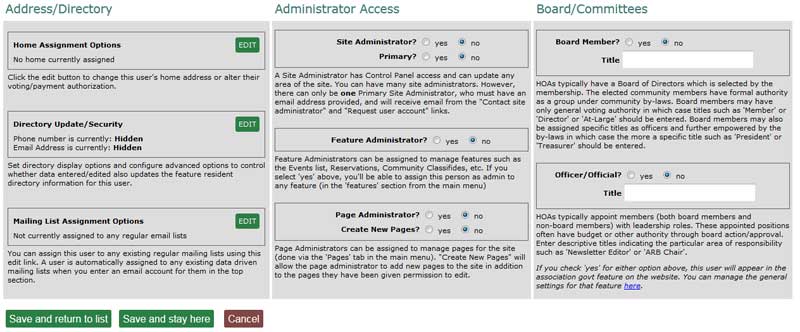 Address/Directory
Home Assignment Options EDIT
No home currently assigned
Click the edit button to change this user's home address or alter their
voting/payment authorization.
Directory Update/Security EDIT
Phone number is currently: Hidden
Email Address is currently: Hidden
Set directory display options and configure advanced options to control
whether data entered/edited also updates the feature resident
directory information for this user.
Mailing List Assignment Options EDIT
Not currently assigned to any regular email lists
You can assign this user to any existing regular mailing lists using this
edit link. A user is automatically assigned to any existing data driven
mailing lists when you enter an email account for them in the top
section.
Administrator Access
Site Administrator? yes no
Primary? yes no
A Site Administrator has Control Panel access and can update any
area of the site. You can have many site administrators. However,
there can only be one Primary Site Administrator, who must have an
email address provided, and will receive email from the "Contact site
administrator" and "Request user account" links.
Feature Administrator? yes no
Feature Administrators can be assigned to manage features such as
the Events list, Reservations, Community Classifides, etc. If you
select 'yes' above, you'll be able to assign this person as admin to
any feature (in the 'features' section from the main menu)
Page Administrator? yes no
Create New Pages? yes no
Page Administrators can be assigned to manage pages for the site
(done via the 'Pages' tab in the main menu). "Create New Pages" will
allow the page administrator to add new pages to the site in addition
to the pages they have been given permission to edit.
Board/Committees
Board Member? yes no
Title
HOAs typically have a Board of Directors which is selected by the
membership. The elected community members have formal authority
as a group under community by-laws. Board members may have
only general voting authority in which case titles such as 'Member' or
'Director' or 'At-Large' should be entered. Board members may also
be assigned specific titles as officers and further empowered by the
by-laws in which case the more a specific title such as 'President' or
'Treasurer' should be entered.
Officer/Official? yes no
Title
HOAs typically appoint members (both board members and
non-board members) with leadership roles. These appointed positions
often have budget or other authority through board action/approval.
Enter descriptive titles indicating the particular area of responsibility
such as 'Newsletter Editor' or 'ARB Chair'.
If you check 'yes' for either option above, this user will appear in the
association govt feature on the website. You can manage the general
settings for that feature here.
Save and return to list Save and stay here Cancel